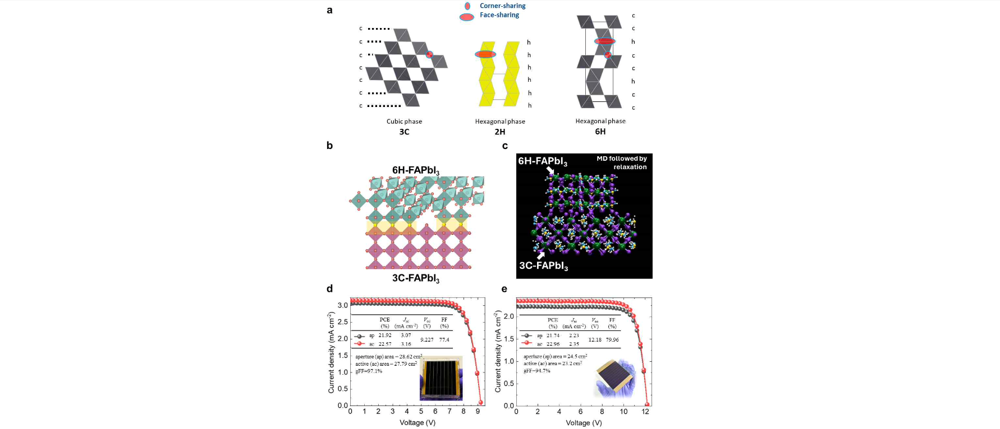 a
Corner-sharing
Face-sharing
c
c
c
c
c
c
c
Cubic phase
3C
h
h
h
h
h
h
Hexagonal phase
2H
c
c
h
c
c
h
c
c
Hexagonal phase
6H
b
6H-FAPbI3
3C-FAPbI3
c
6H-FAPbI3
MD followed by
relaxation
3C-FAPbI3
d
Current density (mA cm-2)
3.0
2.5
2.0
1.5
1.0
0.5
0.0
PCE Jsc Voc FF
(%) (mA cm-2) (V) (%)
ap 21.92 3.07
9.227 77.4
ac 22.57 3.16
aperture (ap) area = 28.62 cm2
active (ac) area = 27.79 cm2
gFF=97.1%
0 1 2 3 4 5 6 7 8 9
Voltage (V)
e
Current density (mA cm-2)
2.0
1.5
1.0
0.5
0.0
PCE Jsc Voc FF
(%) (mA cm-2) (V) (%)
ap 21.74 2.23
12.18 79.96
ac 22.96 2.35
aperture (ap) area = 24.5 cm2
active (ac) area = 23.2 cm2
gFF=94.7%
0 2 4 6 8 10 12
Voltage (V)